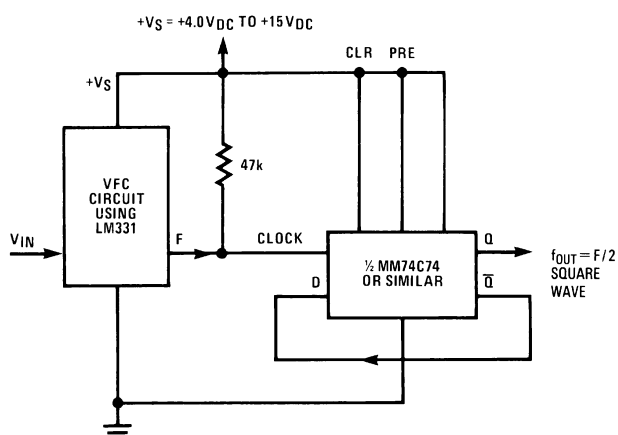 +VS = +4.0VDC TO +15VDC
CLR PRE
+VS
47k
VFC
CIRCUIT
USING
LM331
VIN
F
CLOCK
Q
½ MM74C74
OR SIMILAR
D
Q̅
fOUT = F/2
SQUARE
WAVE